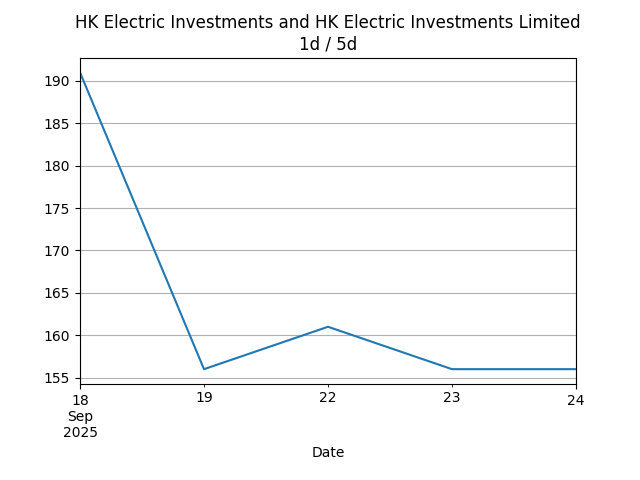 HK Electric Investments and HK Electric Investments Limited
1d / 5d
190
185
180
175
170
165
160
155
18 19 22 23 24
Sep
2025
Date